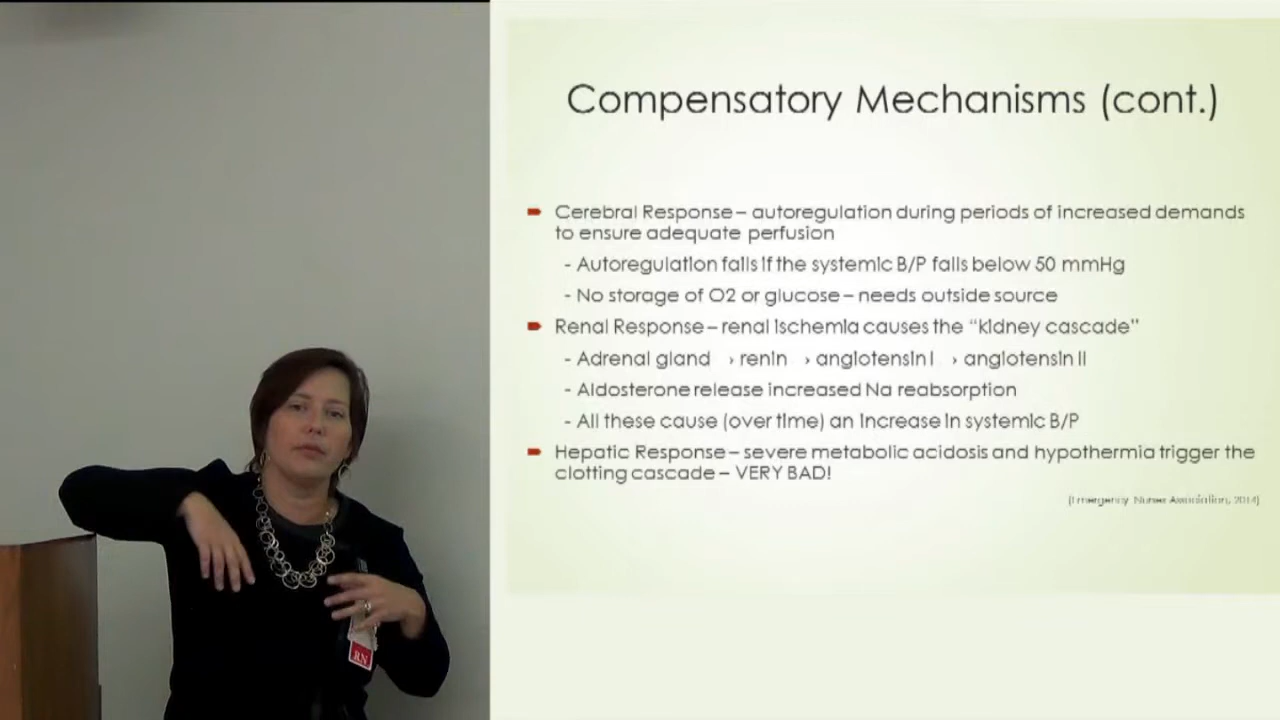 Compensatory Mechanisms (cont.)
Cerebral Response – autoregulation during periods of increased demands
to ensure adequate perfusion
- Autoregulation fails if the systemic B/P falls below 50 mmHg
- No storage of O2 or glucose – needs outside source
Renal Response – renal ischemia causes the “kidney cascade”
- Adrenal gland → renin → angiotensin I → angiotensin II
- Aldosterone release increased Na reabsorption
- All these cause (over time) an increase in systemic B/P
Hepatic Response – severe metabolic acidosis and hypothermia trigger the
clotting cascade – VERY BAD!
(Emergency Nurses Association, 2014)
RN